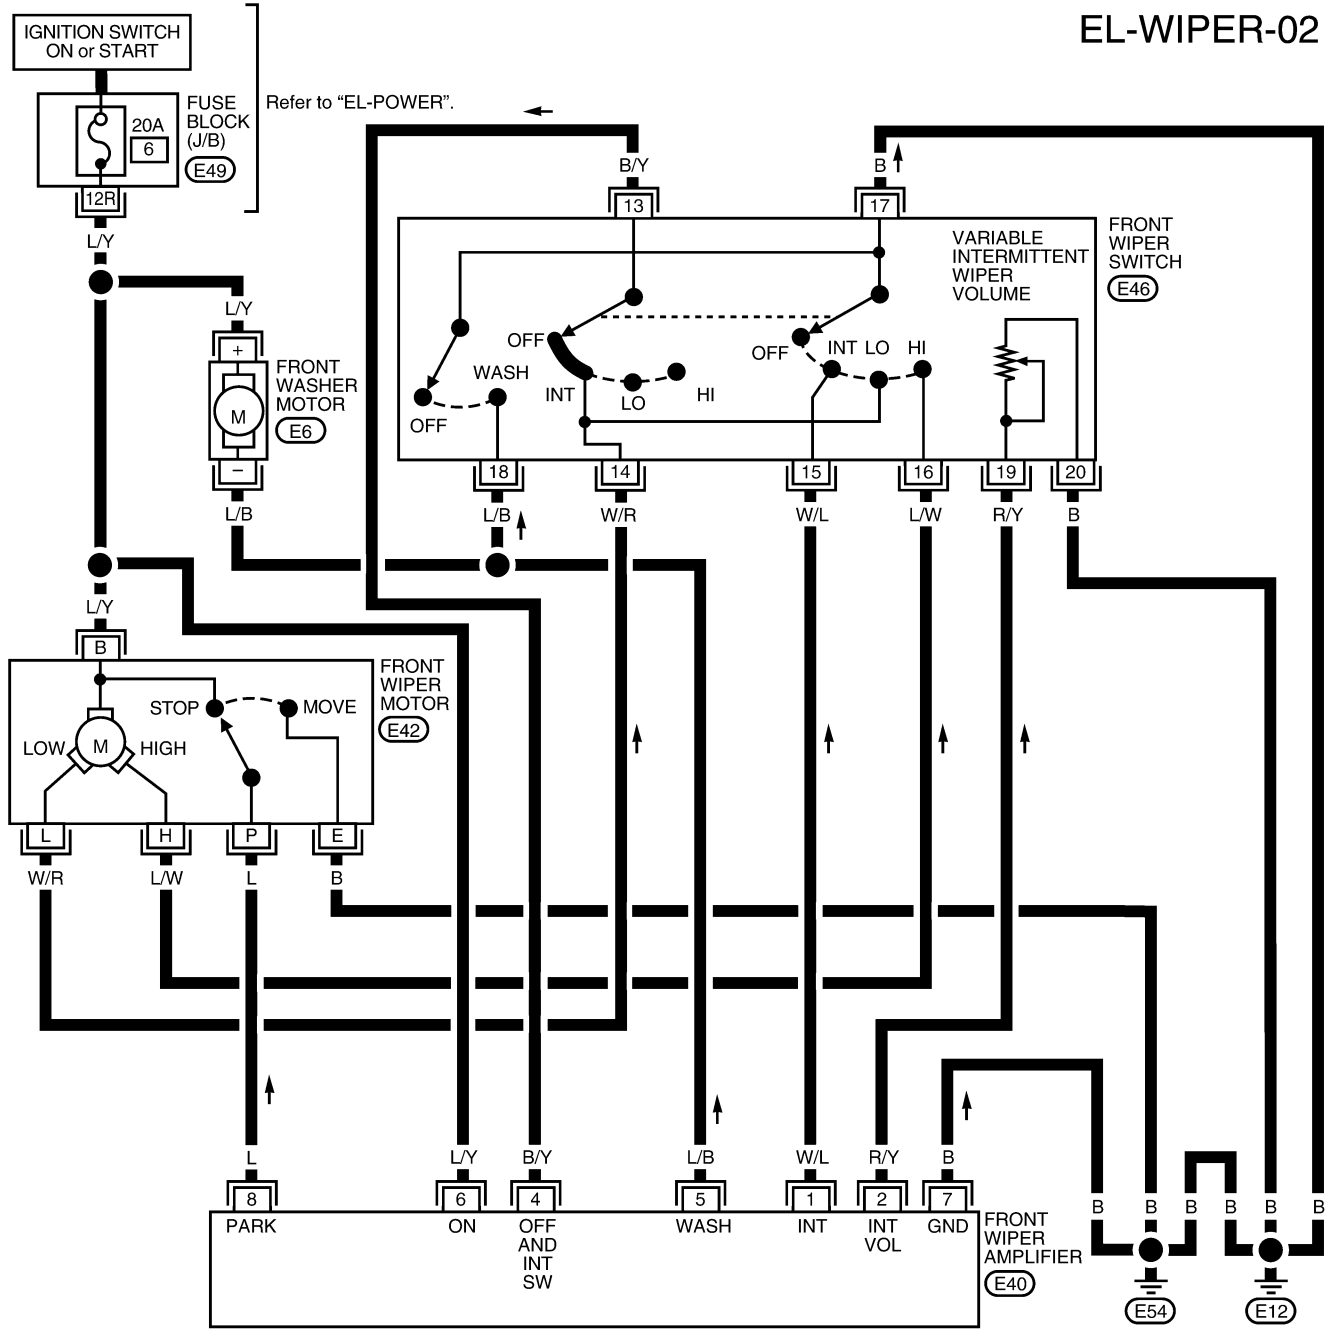 EL-WIPER-02
IGNITION SWITCH
ON or START
Refer to “EL-POWER”.
FUSE
BLOCK
(J/B)
E49
20A
6
12R
L/Y
L/Y
+
M
−
FRONT
WASHER
MOTOR
E6
L/B
B/Y
B
13
17
FRONT
WIPER
SWITCH
E46
VARIABLE
INTERMITTENT
WIPER
VOLUME
OFF
WASH
OFF
INT
LO
HI
OFF
INT
LO
HI
18
14
15
16
19
20
L/B
W/R
W/L
L/W
R/Y
B
L/Y
B
FRONT
WIPER
MOTOR
E42
STOP
MOVE
LOW
M
HIGH
L
H
P
E
W/R
L/W
L
B
L
L/Y
B/Y
L/B
W/L
R/Y
B
8
6
4
5
1
2
7
PARK
ON
OFF
AND
INT
SW
WASH
INT
INT
VOL
GND
FRONT
WIPER
AMPLIFIER
E40
B
B
B
B
B
B
E54
E12